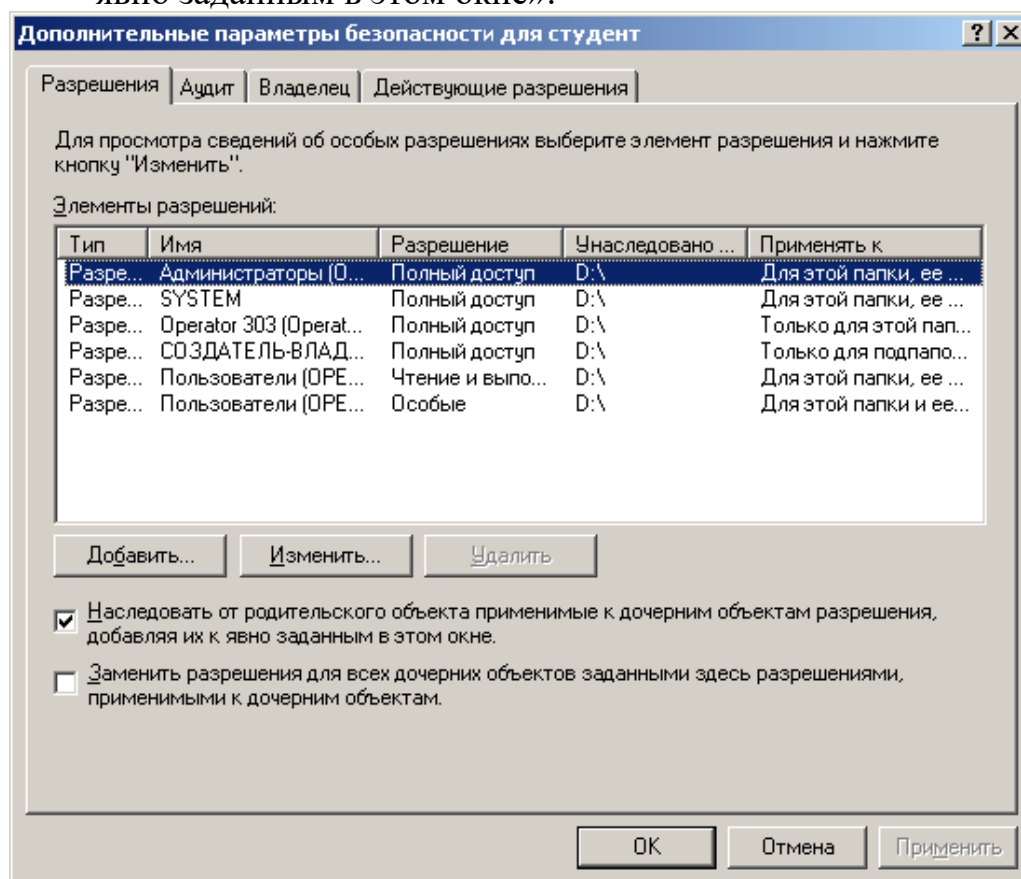 явно заданным в этом окне».
Дополнительные параметры безопасности для студент
Разрешения Аудит Владелец Действующие разрешения
Для просмотра сведений об особых разрешениях выберите элемент разрешения и нажмите
кнопку "Изменить".
Элементы разрешений:
Тип Имя Разрешение Унаследовано ... Применять к
Разре... Администраторы (О... Полный доступ D:\ Для этой папки, ее ...
Разре... SYSTEM Полный доступ D:\ Для этой папки, ее ...
Разре... Operator 303 (Operat... Полный доступ D:\ Только для этой пап...
Разре... СОЗДАТЕЛЬ-ВЛАД... Полный доступ D:\ Только для подпапо...
Разре... Пользователи (OPE... Чтение и выпо... D:\ Для этой папки, ее ...
Разре... Пользователи (OPE... Особые D:\ Для этой папки и ее...
Добавить... Изменить... Удалить
Наследовать от родительского объекта применимые к дочерним объектам разрешения,
добавляя их к явно заданным в этом окне.
Заменить разрешения для всех дочерних объектов заданными здесь разрешениями,
применимыми к дочерним объектам.
ОК Отмена Применить